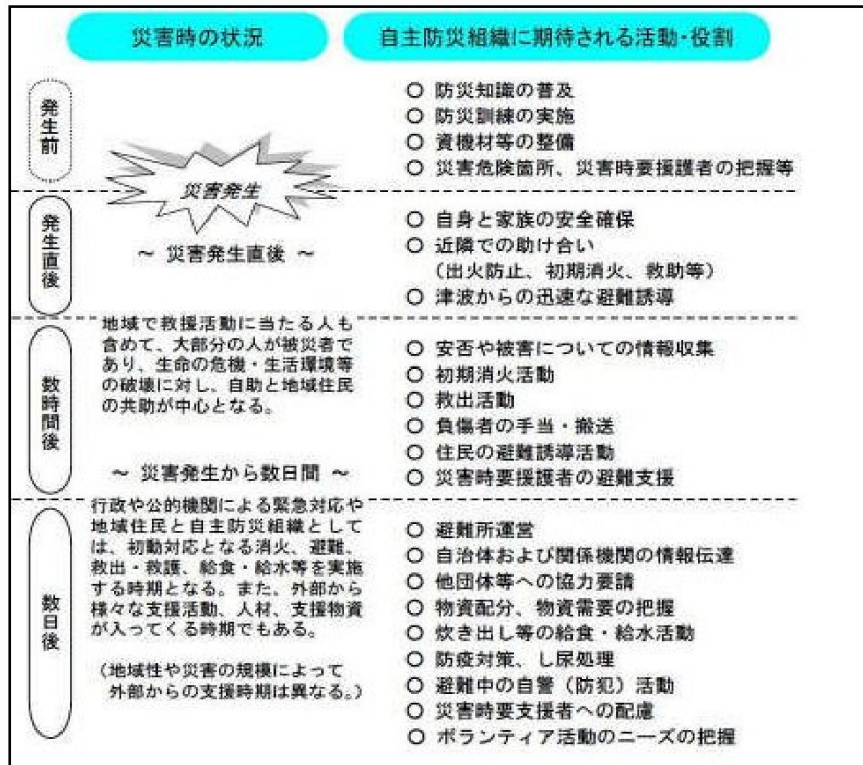 災害時の状況
自主防災組織に期待される活動・役割
発生前
災害発生
○ 防災知識の普及
○ 防災訓練の実施
○ 資機材等の整備
○ 災害危険箇所、災害時要援護者の把握等
発生直後
～ 災害発生直後 ～
○ 自身と家族の安全確保
○ 近隣での助け合い
（出火防止、初期消火、救助等）
○ 津波からの迅速な避難誘導
数時間後
地域で救援活動に当たる人も
含めて、大部分の人が被災者で
あり、生命の危機・生活環境等
の破壊に対し、自助と地域住民
の共助が中心となる。
～ 災害発生から数日間 ～
○ 安否や被害についての情報収集
○ 初期消火活動
○ 救出活動
○ 負傷者の手当・搬送
○ 住民の避難誘導活動
○ 災害時要援護者の避難支援
数日後
行政や公的機関による緊急対応や
地域住民と自主防災組織として
は、初動対応となる消火、避難、
救出・救護、給食・給水等を実施
する時期となる。また、外部から
様々な支援活動、人材、支援物資
が入ってくる時期でもある。
（地域性や災害の規模によって
外部からの支援時期は異なる。）
○ 避難所運営
○ 自治体および関係機関の情報伝達
○ 他団体等への協力要請
○ 物資配分、物資需要の把握
○ 炊き出し等の給食・給水活動
○ 防疫対策、し尿処理
○ 避難中の自警（防犯）活動
○ 災害時要支援者への配慮
○ ボランティア活動のニーズの把握